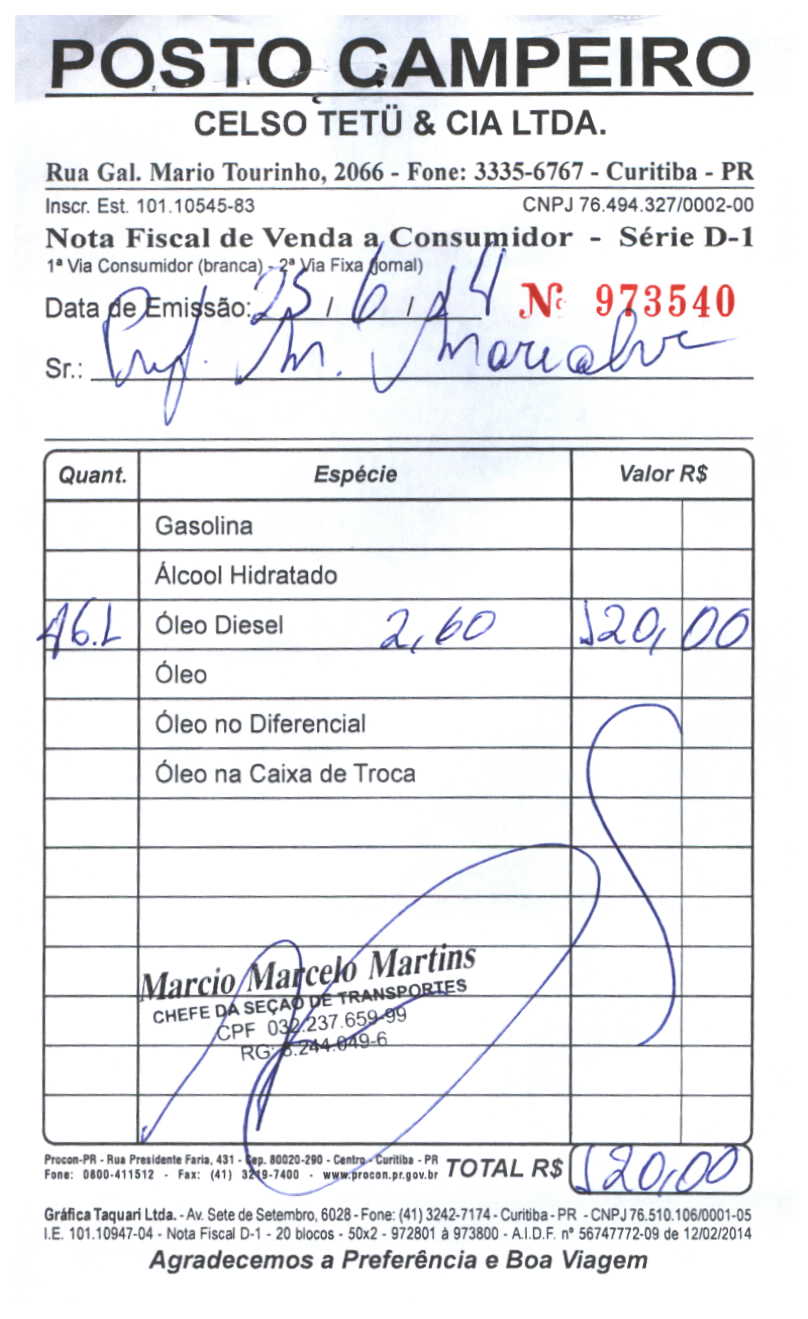 POSTO CAMPEIRO
CELSO TETÜ & CIA LTDA.
Rua Gal. Mario Tourinho, 2066 - Fone: 3335-6767 - Curitiba - PR
Inscr. Est. 101.10545-83 CNPJ 76.494.327/0002-00
Nota Fiscal de Venda a Consumidor - Série D-1
1ª Via Consumidor (branca) - 2ª Via Fixa (jornal)
Data de Emissão: 23 / 6 / 14 Nº 973540
Sr.: Pref. M. Marialva
Quant. Espécie Valor R$
Gasolina
Álcool Hidratado
46.L Óleo Diesel 2,60 120,00
Óleo
Óleo no Diferencial
Óleo na Caixa de Troca
Marcio Marcelo Martins
CHEFE DA SEÇÃO DE TRANSPORTES
CPF 032.237.659-99
RG: 8.244.049-6
Procon-PR - Rua Presidente Faria, 431 - Cep. 80020-290 - Centro - Curitiba - PR
Fone: 0800-411512 - Fax: (41) 3219-7400 - www.procon.pr.gov.br TOTAL R$ 120,00
Gráfica Taquari Ltda. - Av. Sete de Setembro, 6028 - Fone: (41) 3242-7174 - Curitiba - PR - CNPJ 76.510.106/0001-05
I.E. 101.10947-04 - Nota Fiscal D-1 - 20 blocos - 50x2 - 972801 à 973800 - A.I.D.F. nº 56747772-09 de 12/02/2014
Agradecemos a Preferência e Boa Viagem